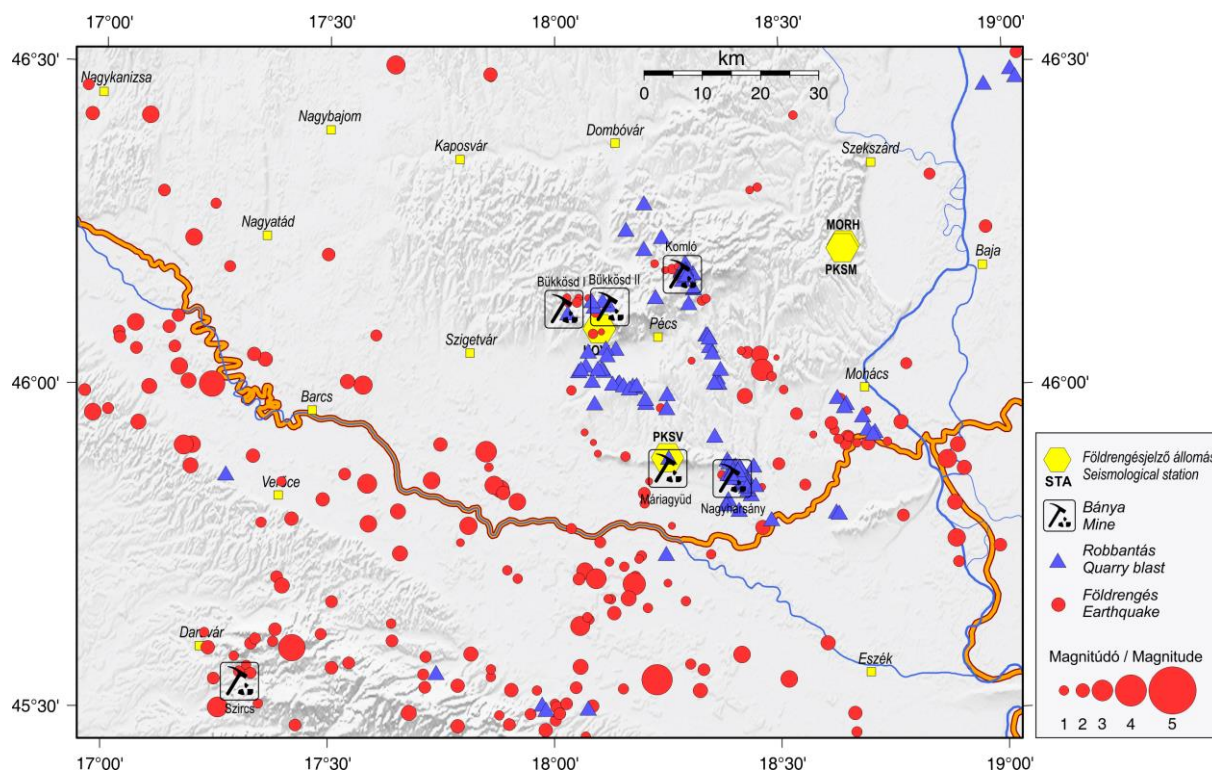 17°00' 17°30' 18°00' 18°30' 19°00'
46°30' 46°30'
km
0 10 20 30
Nagykanizsa
Nagybajom
Dombóvár
Kaposvár
Szekszárd
Nagyatád
MORH
Baja
Komló
PKSM
Bükkösd I Bükkösd II
Pécs
Szigetvár
46°00' 46°00'
Mohács
Barcs
PKSV
Máriagyüd
Nagyharsány
Eszék
Szircs
45°30' 45°30'
17°00' 17°30' 18°00' 18°30' 19°00'
STA
Földrengésjelző állomás
Seismological station
Bánya
Mine
Robbantás
Quarry blast
Földrengés
Earthquake
Magnitúdó / Magnitude
1 2 3 4 5